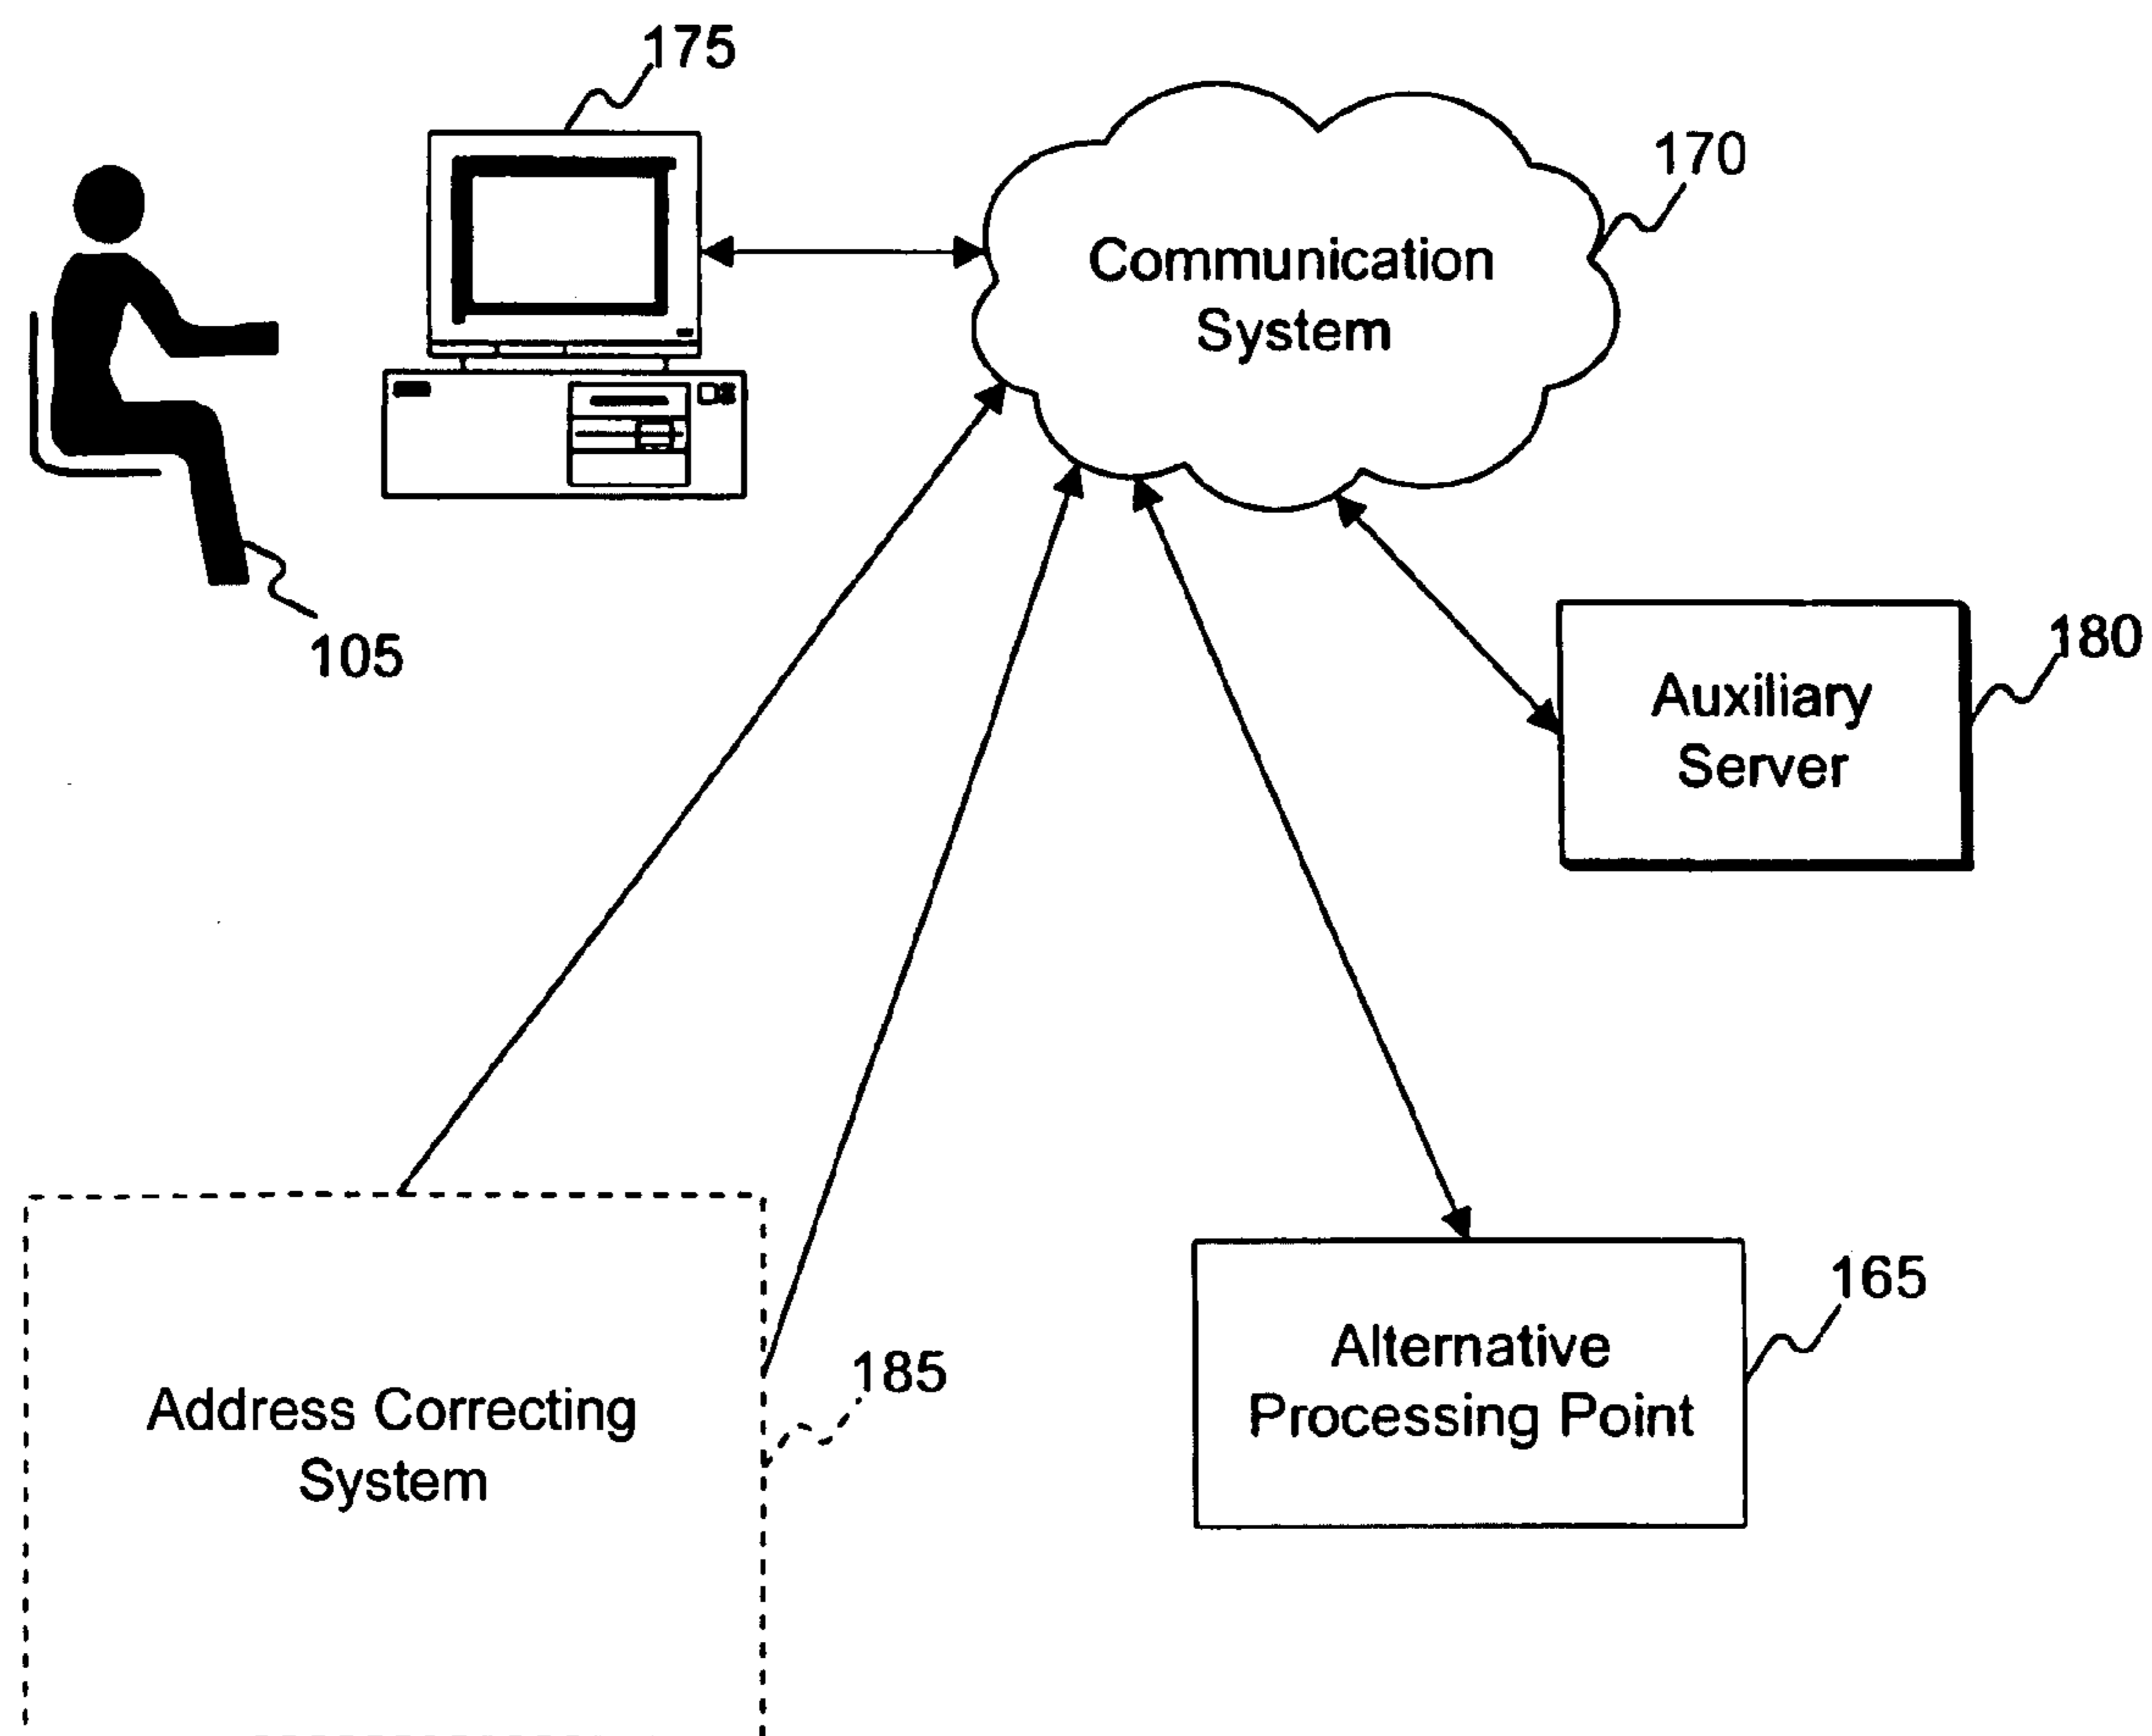 175
170
Communication
System
105
180
Auxiliary
Server
165
Alternative
Processing Point
185
Address Correcting
System